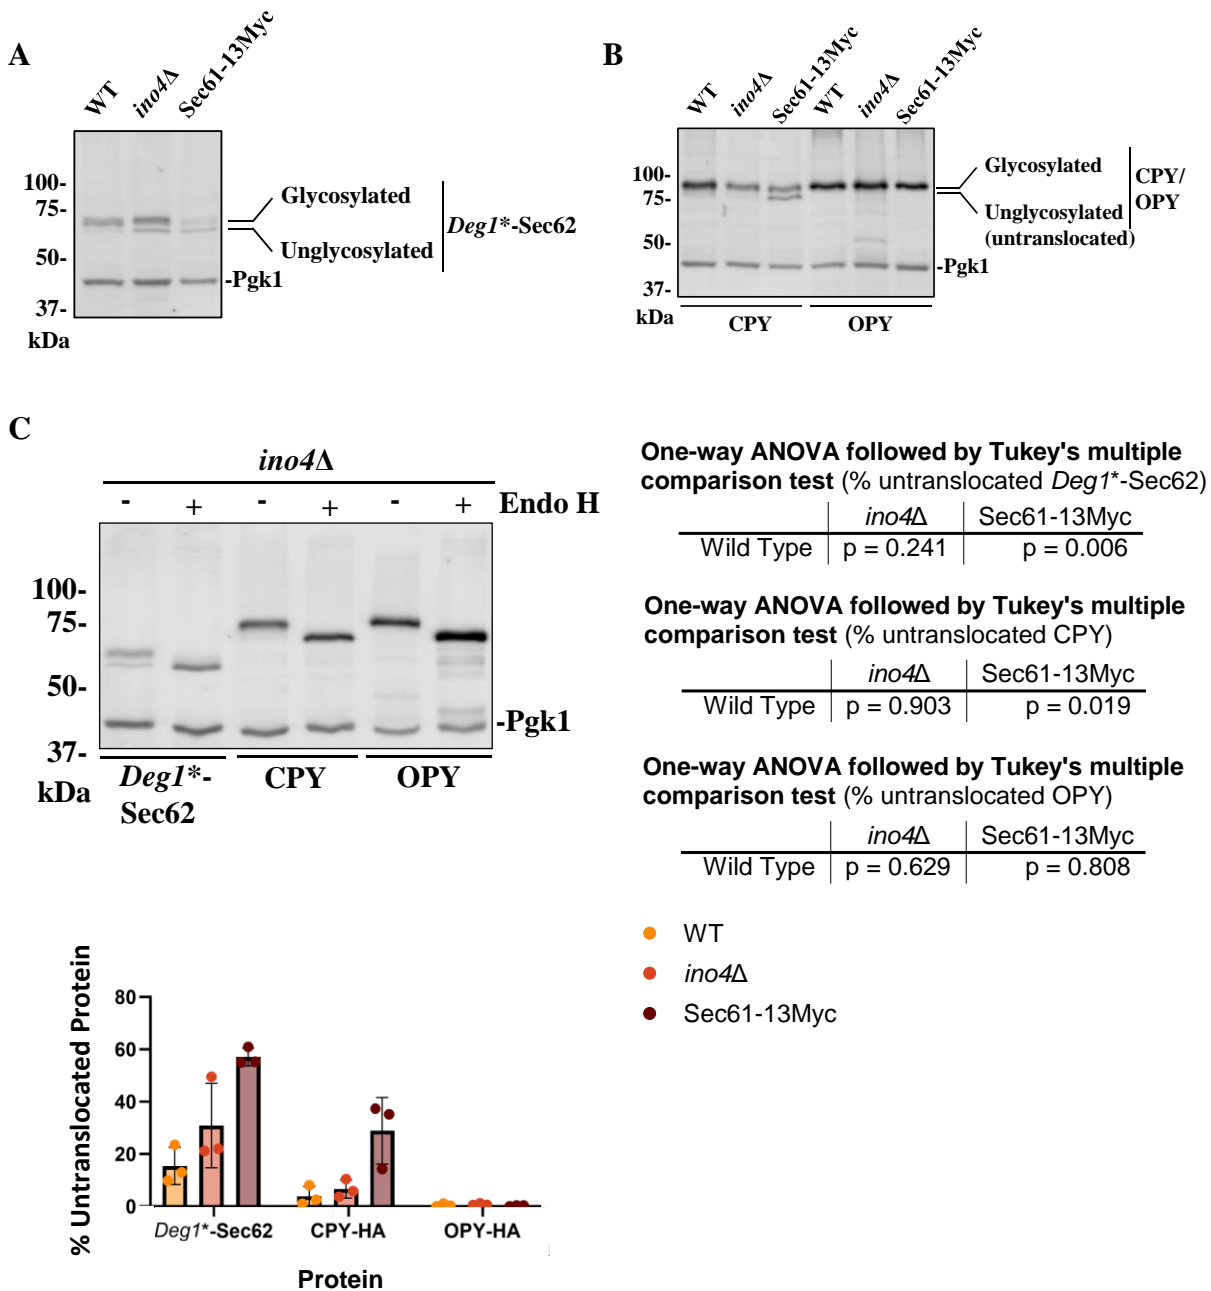 A
WT
ino4Δ
Sec61-13Myc
100-
75-
50-
37-
kDa
Glycosylated
Unglycosylated
Deg1*-Sec62
-Pgk1
B
WT
ino4Δ
Sec61-13Myc
WT
ino4Δ
Sec61-13Myc
100-
75-
50-
37-
kDa
Glycosylated
Unglycosylated
(untranslocated)
CPY/
OPY
-Pgk1
CPY
OPY
C
ino4Δ
- + - + - + Endo H
100-
75-
50-
37-
kDa
-Pgk1
Deg1*-
Sec62
CPY
OPY
One-way ANOVA followed by Tukey's multiple
comparison test (% untranslocated Deg1*-Sec62)
ino4Δ Sec61-13Myc
Wild Type p = 0.241 p = 0.006
One-way ANOVA followed by Tukey's multiple
comparison test (% untranslocated CPY)
ino4Δ Sec61-13Myc
Wild Type p = 0.903 p = 0.019
One-way ANOVA followed by Tukey's multiple
comparison test (% untranslocated OPY)
ino4Δ Sec61-13Myc
Wild Type p = 0.629 p = 0.808
WT
ino4Δ
Sec61-13Myc
% Untranslocated Protein
80
60
40
20
0
Deg1*-Sec62 CPY-HA OPY-HA
Protein